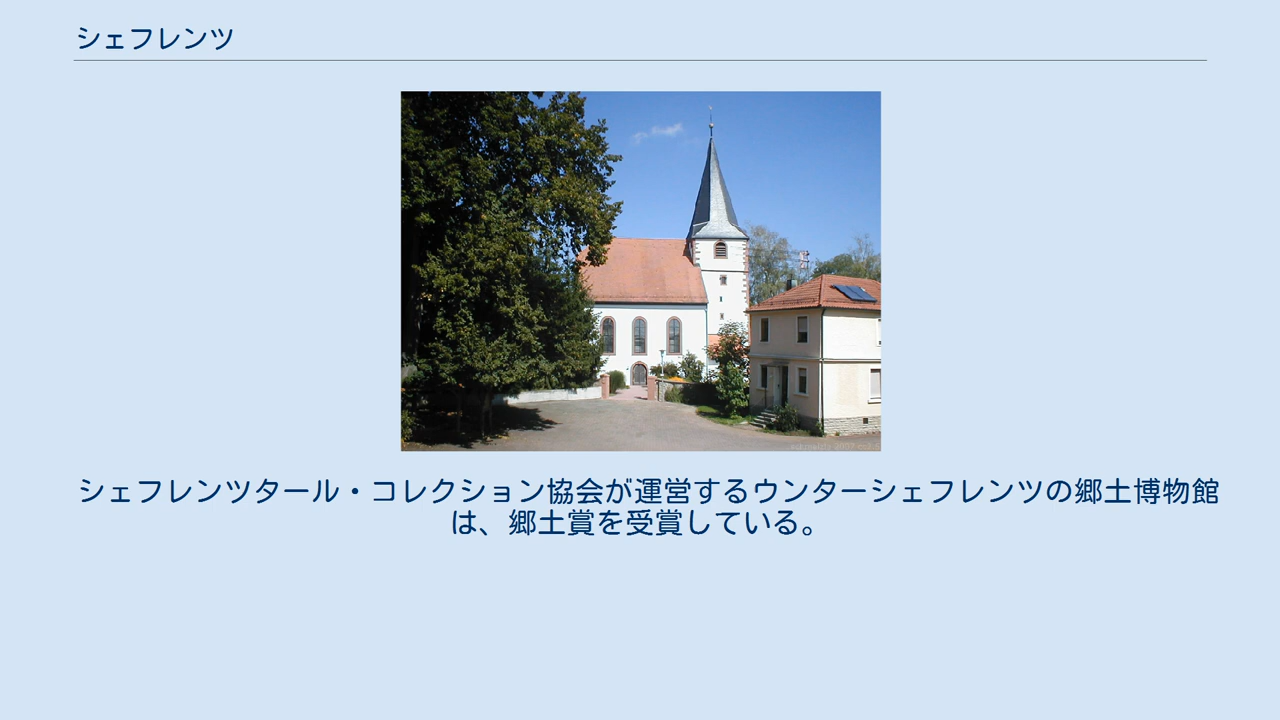 シェフレンツ
シェフレンツタール・コレクション協会が運営するウンターシェフレンツの郷土博物館
は、郷土賞を受賞している。